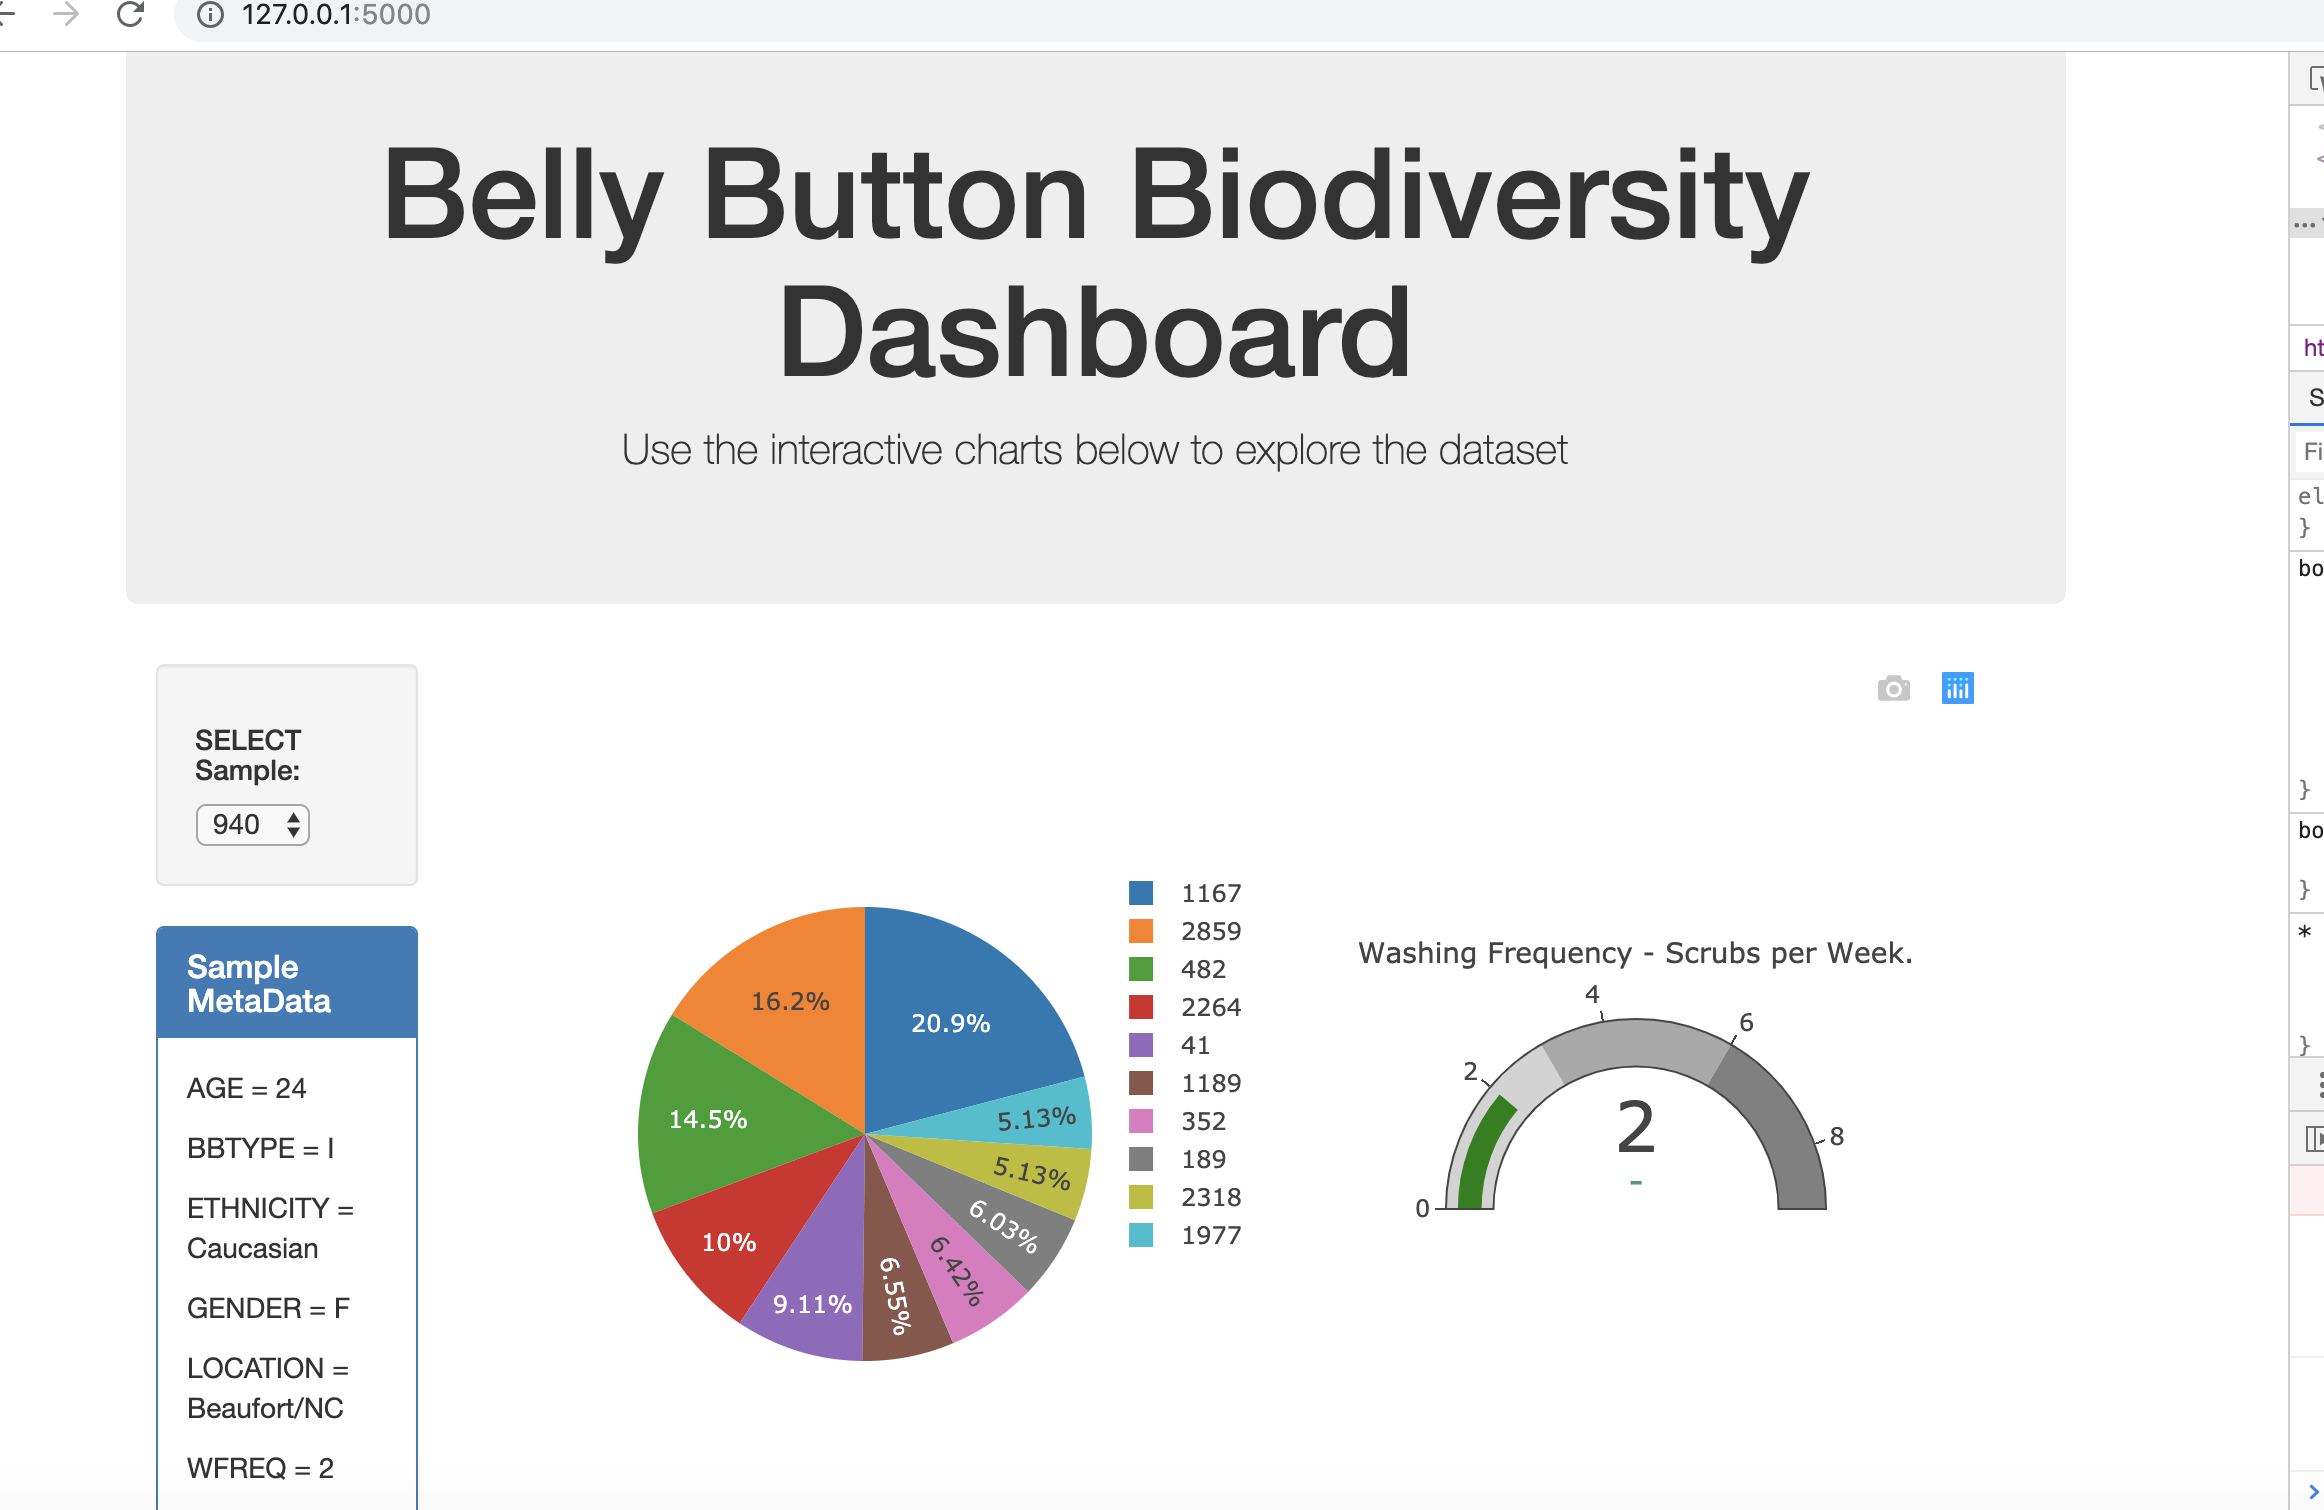 127.0.0.1:5000
Belly Button Biodiversity
Dashboard
Use the interactive charts below to explore the dataset
SELECT
Sample:
940
Sample
MetaData
AGE = 24
BBTYPE = I
ETHNICITY =
Caucasian
GENDER = F
LOCATION =
Beaufort/NC
WFREQ = 2
20.9%
16.2%
14.5%
10%
9.11%
6.55%
6.42%
6.03%
5.13%
5.13%
1167
2859
482
2264
41
1189
352
189
2318
1977
Washing Frequency - Scrubs per Week.
0
2
4
6
8
2
-
...
ht
S
Fi
el
}
bo
}
bo
}
*
}